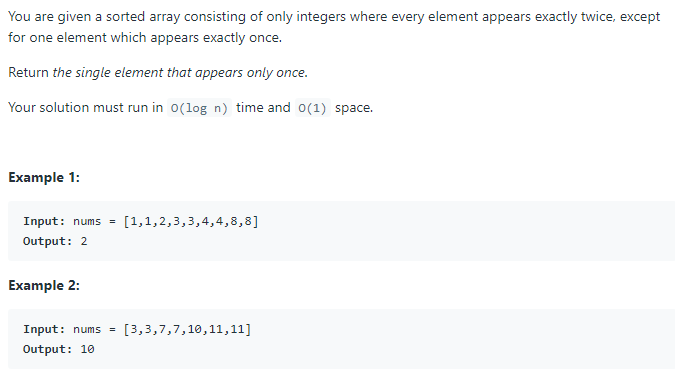 You are given a sorted array consisting of only integers where every element appears exactly twice, except
for one element which appears exactly once.
Return the single element that appears only once.
Your solution must run in O(log n) time and O(1) space.
Example 1:
Input: nums = [1,1,2,3,3,4,4,8,8]
Output: 2
Example 2:
Input: nums = [3,3,7,7,10,11,11]
Output: 10